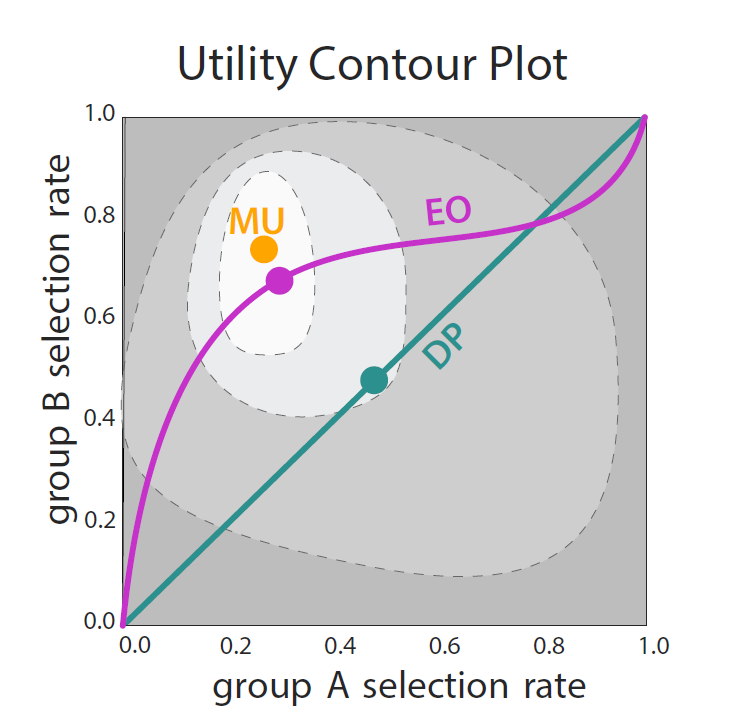 Utility Contour Plot
group B selection rate
1.0
0.8
0.6
0.4
0.2
0.0
MU
EO
DP
0.0 0.2 0.4 0.6 0.8 1.0
group A selection rate